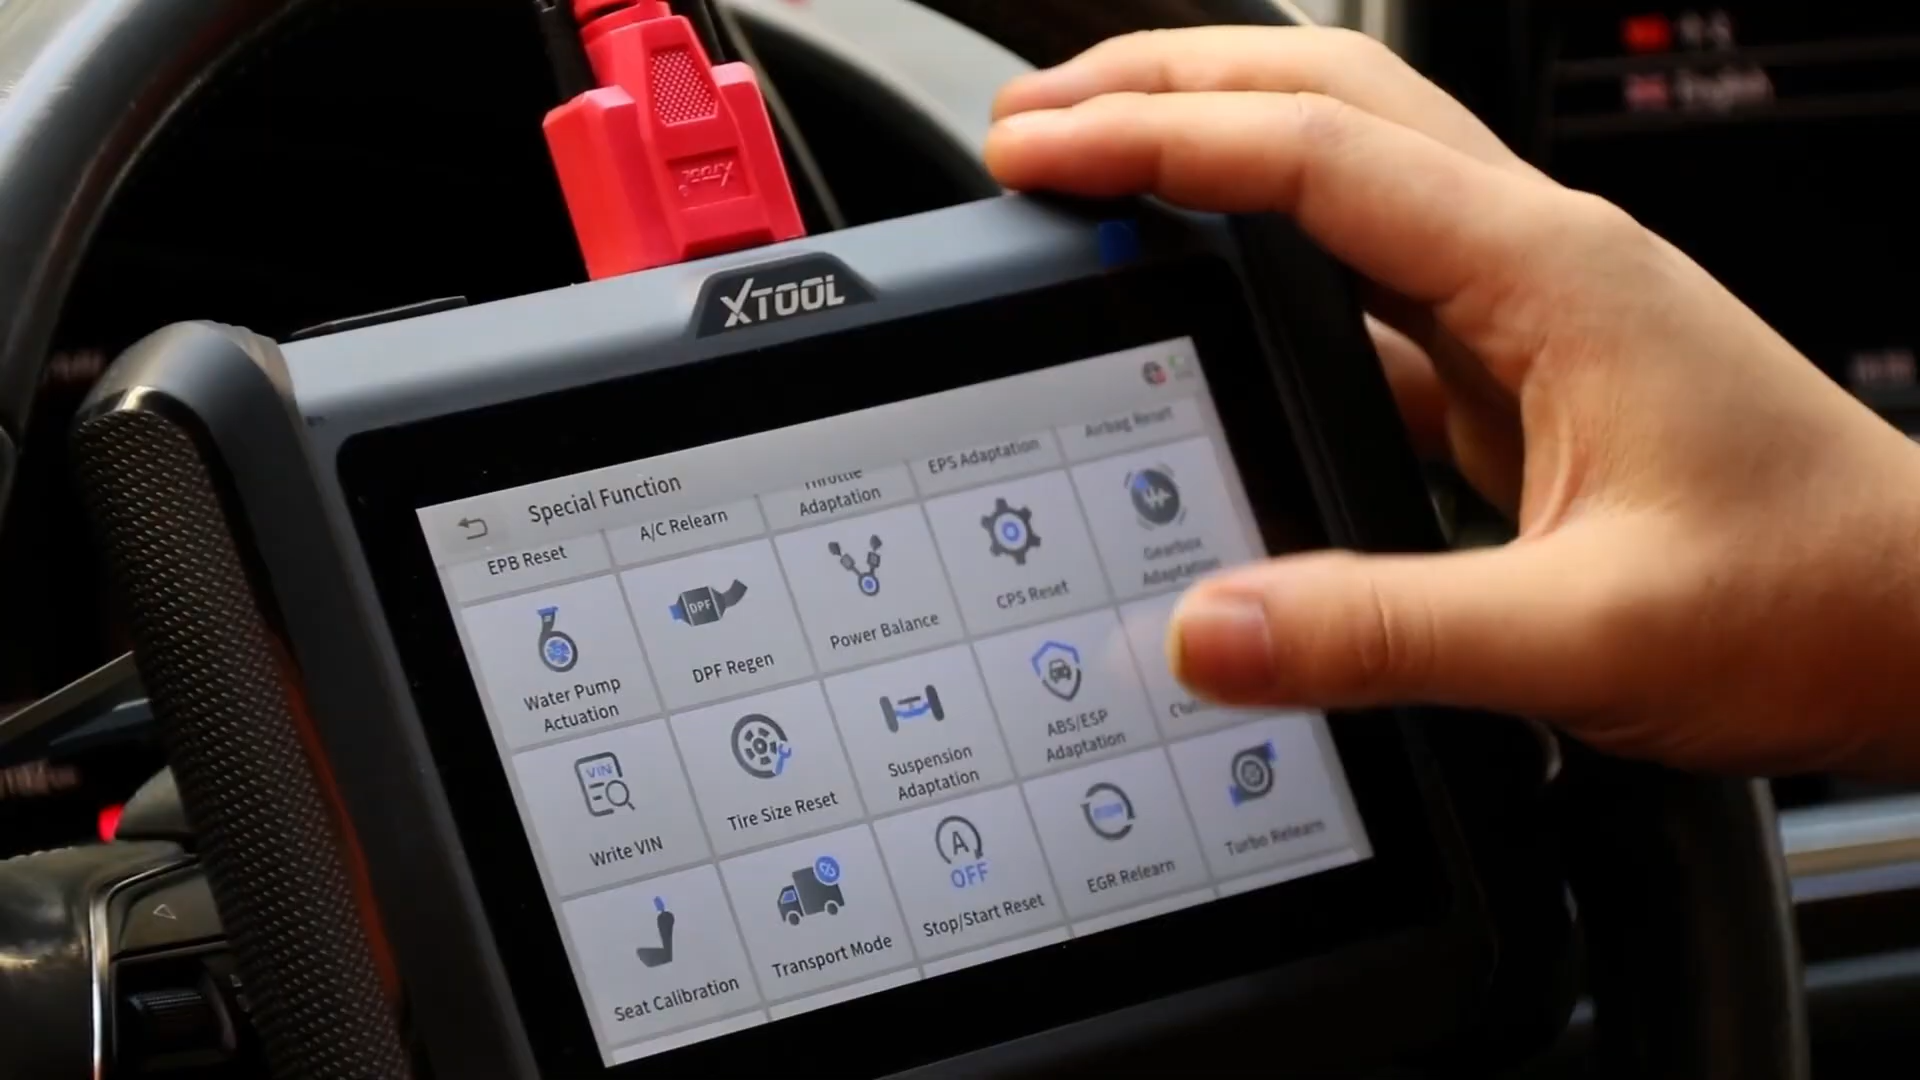 XTOOL
XTOOL
Special Function
EPB Reset
A/C Relearn
Throttle
Adaptation
EPS Adaptation
Airbag Reset
Water Pump
Actuation
DPF
DPF Regen
Power Balance
CPS Reset
Gearbox
Adaptation
VIN
Write VIN
Tire Size Reset
Suspension
Adaptation
ABS/ESP
Adaptation
Seat Calibration
Transport Mode
A
OFF
Stop/Start Reset
EGR Relearn
Turbo Relearn
English